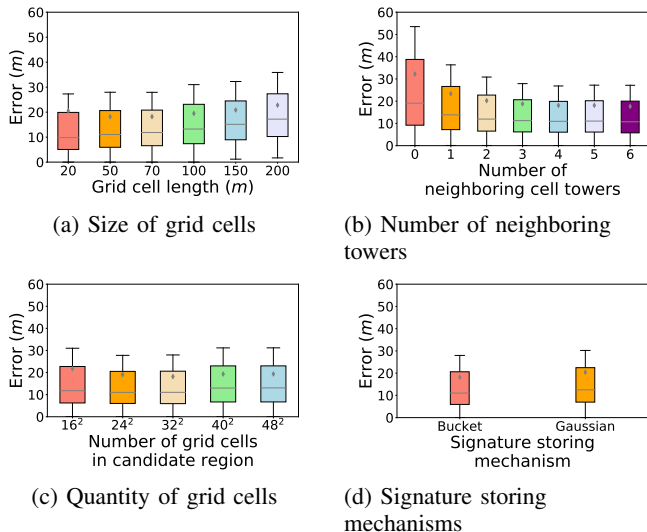 60
50
40
30
20
10
0
Error (m)
20 50 70 100 150 200
Grid cell length (m)
(a) Size of grid cells
60
50
40
30
20
10
0
Error (m)
0 1 2 3 4 5 6
Number of
neighboring cell towers
(b) Number of neighboring
towers
60
50
40
30
20
10
0
Error (m)
16² 24² 32² 40² 48²
Number of grid cells
in candidate region
(c) Quantity of grid cells
60
50
40
30
20
10
0
Error (m)
Bucket Gaussian
Signature storing
mechanism
(d) Signature storing
mechanisms